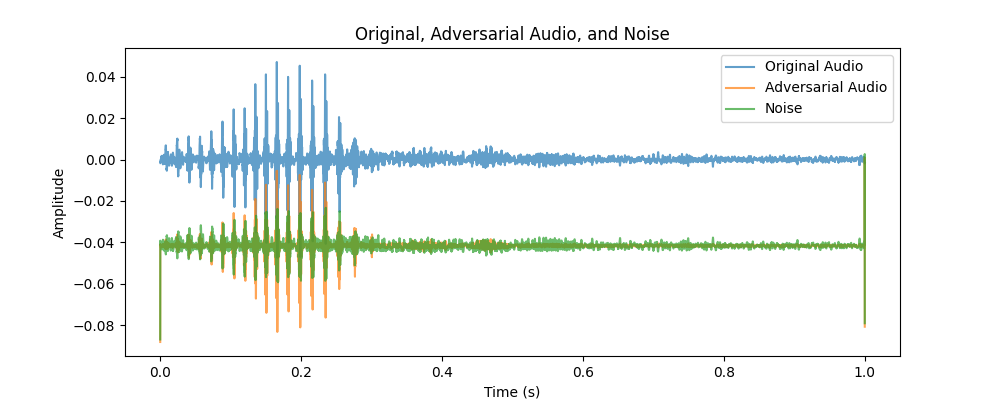 Original, Adversarial Audio, and Noise
Original Audio
Adversarial Audio
Noise
Amplitude
0.04
0.02
0.00
−0.02
−0.04
−0.06
−0.08
0.0 0.2 0.4 0.6 0.8 1.0
Time (s)